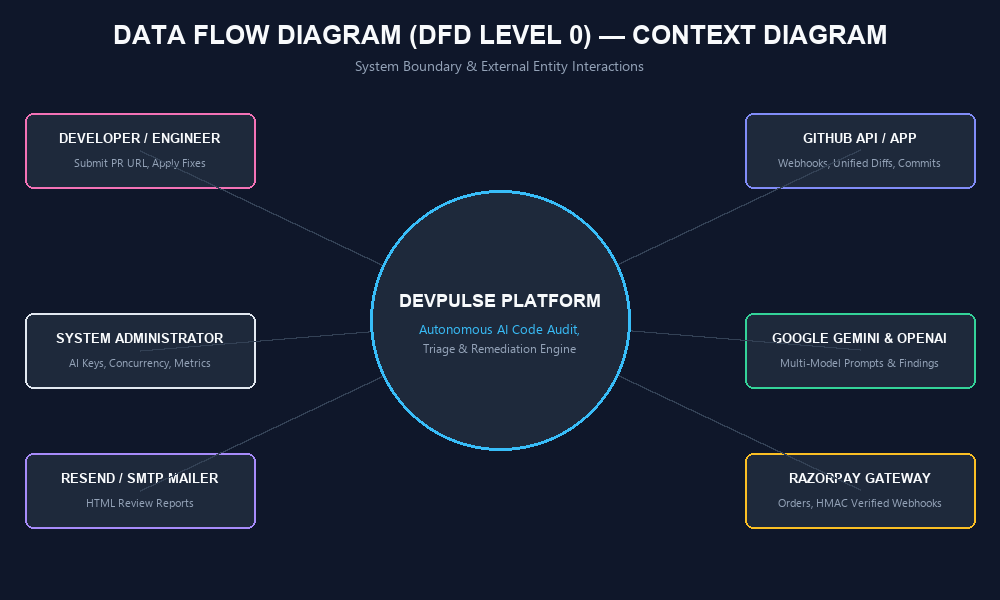 DATA FLOW DIAGRAM (DFD LEVEL 0) — CONTEXT DIAGRAM
System Boundary & External Entity Interactions
DEVELOPER / ENGINEER
Submit PR URL, Apply Fixes
GITHUB API / APP
Webhooks, Unified Diffs, Commits
DEVPULSE PLATFORM
Autonomous AI Code Audit,
Triage & Remediation Engine
SYSTEM ADMINISTRATOR
AI Keys, Concurrency, Metrics
GOOGLE GEMINI & OPENAI
Multi-Model Prompts & Findings
RESEND / SMTP MAILER
HTML Review Reports
RAZORPAY GATEWAY
Orders, HMAC Verified Webhooks